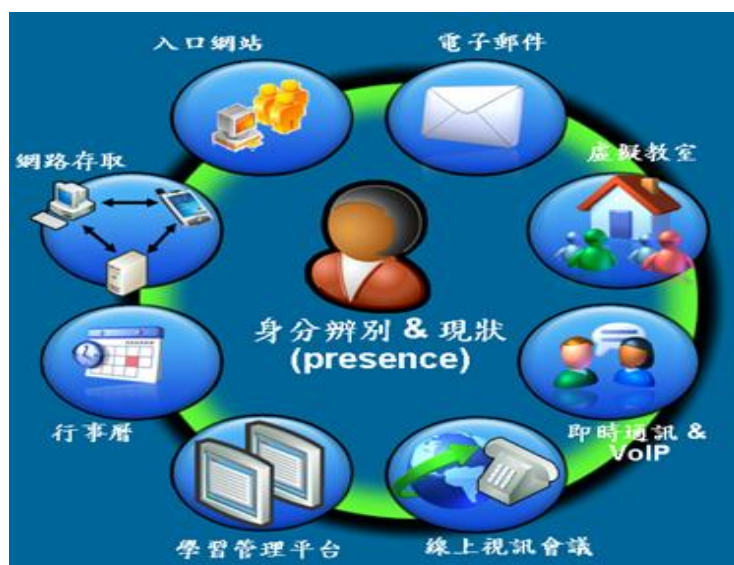 入口網站
電子郵件
網路存取
虛擬教室
身分辨別 & 現狀
(presence)
行事曆
即時通訊 &
VoIP
學習管理平台
線上視訊會議